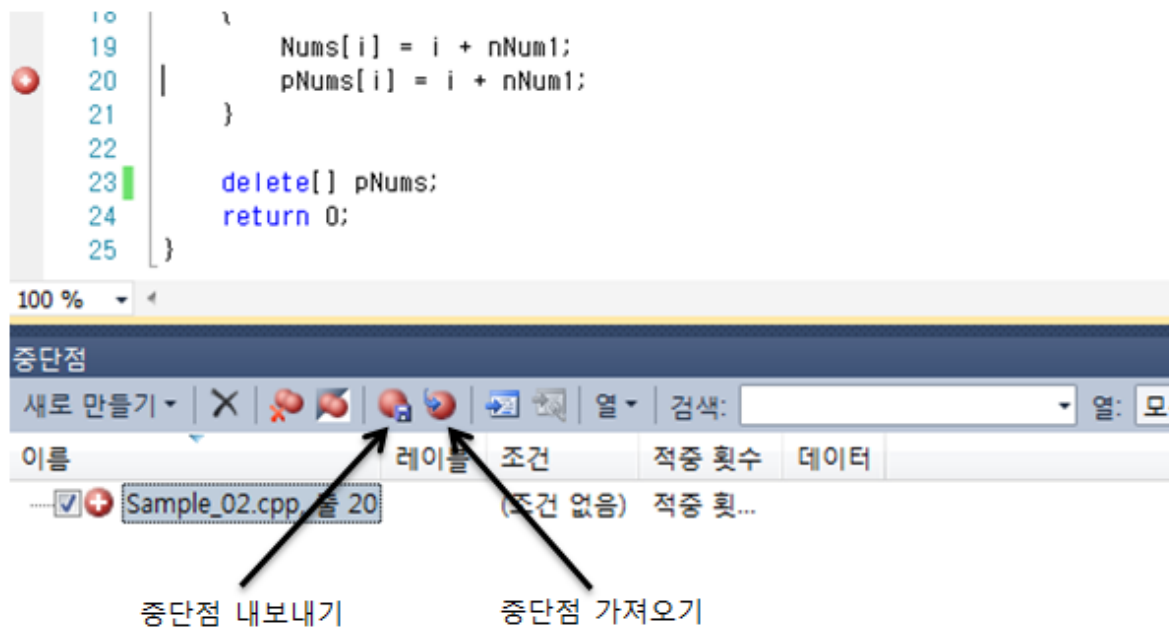 18 {
19 Nums[i] = i + nNum1;
20 pNums[i] = i + nNum1;
21 }
22
23 delete[] pNums;
24 return 0;
25 }
100 %
중단점
새로 만들기 열 검색: 열: 모
이름 레이블 조건 적중 횟수 데이터
Sample_02.cpp, 줄 20 (조건 없음) 적중 횟...
중단점 내보내기 중단점 가져오기